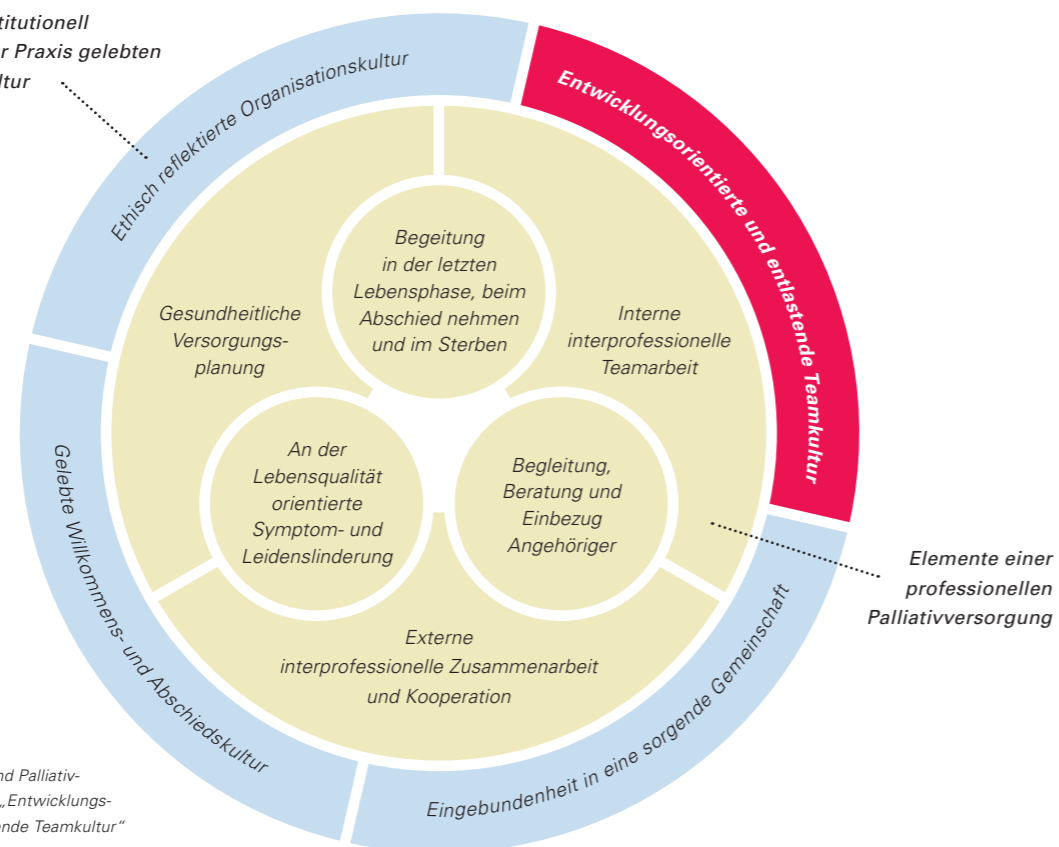 r Praxis gelebten
Ethisch reflektierte Organisationskultur
Entwicklungsorientierte und entlastende Teamkultur
Begeitung
in der letzten
Lebensphase, beim
Abschied nehmen
und im Sterben
Gesundheitliche
Versorgungs-
planung
Interne
interprofessionelle
Teamarbeit
An der
Lebensqualität
orientierte
Symptom- und
Leidenslinderung
Begleitung,
Beratung und
Einbezug
Angehöriger
Gelebte Willkommens- und Abschiedskultur
Externe
interprofessionelle Zusammenarbeit
und Kooperation
Eingebundenheit in eine sorgende Gemeinschaft
Elemente einer
professionellen
Palliativversorgung
nd Palliativ-
„Entwicklungs-
nde Teamkultur“